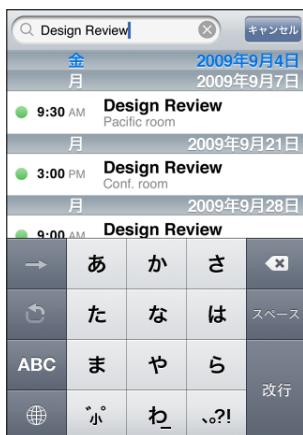 Design Review
キャンセル
金 2009年9月4日
月 2009年9月7日
9:30 AM Design Review
Pacific room
月 2009年9月21日
3:00 PM Design Review
Conf. room
月 2009年9月28日
9:00 AM Design Review
→ あ か さ
た な は スペース
ABC ま や ら 改行
^^ わ_ 、。?!